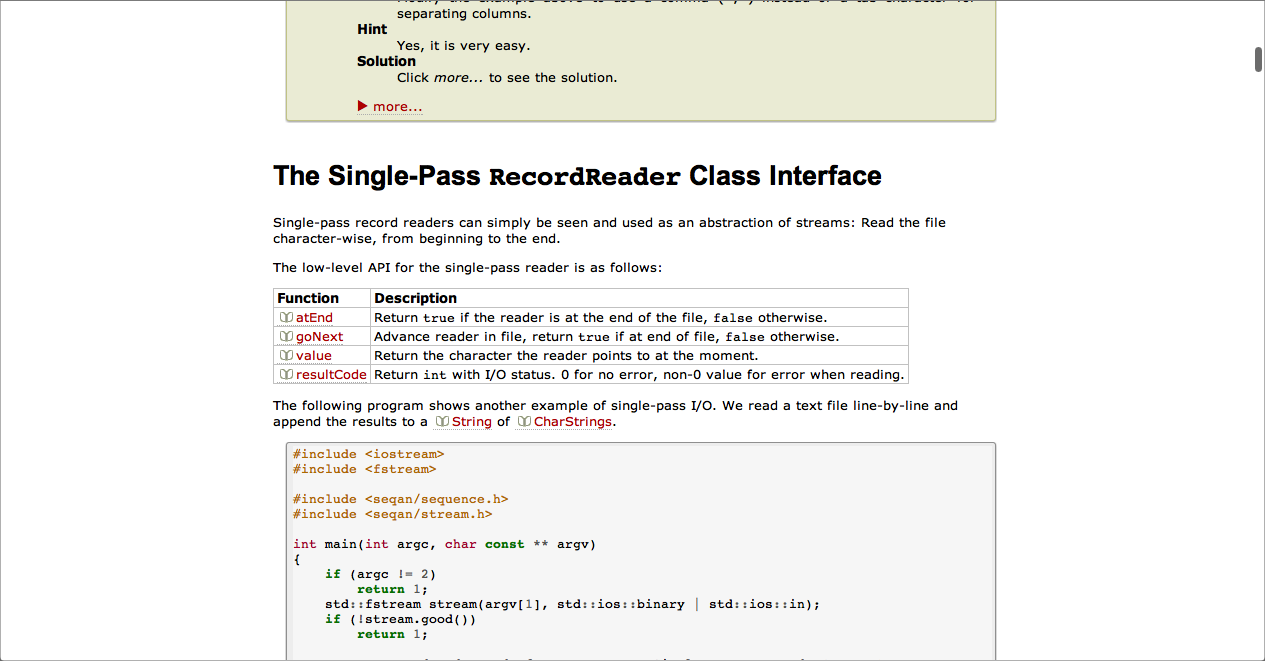 separating columns.
Hint
Yes, it is very easy.
Solution
Click more... to see the solution.
▶ more...
The Single-Pass RecordReader Class Interface
Single-pass record readers can simply be seen and used as an abstraction of streams: Read the file
character-wise, from beginning to the end.
The low-level API for the single-pass reader is as follows:
Function Description
atEnd Return true if the reader is at the end of the file, false otherwise.
goNext Advance reader in file, return true if at end of file, false otherwise.
value Return the character the reader points to at the moment.
resultCode Return int with I/O status. 0 for no error, non-0 value for error when reading.
The following program shows another example of single-pass I/O. We read a text file line-by-line and
append the results to a String of CharStrings.
#include <iostream>
#include <fstream>
#include <seqan/sequence.h>
#include <seqan/stream.h>
int main(int argc, char const ** argv)
{
if (argc != 2)
return 1;
std::fstream stream(argv[1], std::ios::binary | std::ios::in);
if (!stream.good())
return 1;